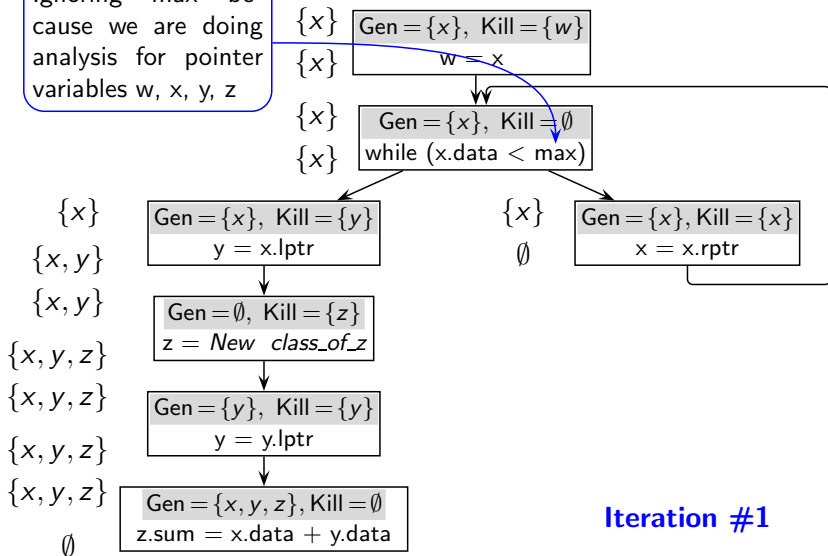 ignoring max be-
cause we are doing
analysis for pointer
variables w, x, y, z
{x}
Gen = {x}, Kill = {w}
{x}
w = x
{x}
Gen = {x}, Kill = ∅
{x}
while (x.data < max)
{x}
Gen = {x}, Kill = {y}
{x, y}
y = x.lptr
{x}
Gen = {x}, Kill = {x}
∅
x = x.rptr
{x, y}
Gen = ∅, Kill = {z}
{x, y, z}
z = New class_of_z
{x, y, z}
Gen = {y}, Kill = {y}
{x, y, z}
y = y.lptr
{x, y, z}
Gen = {x, y, z}, Kill = ∅
∅
z.sum = x.data + y.data
Iteration #1